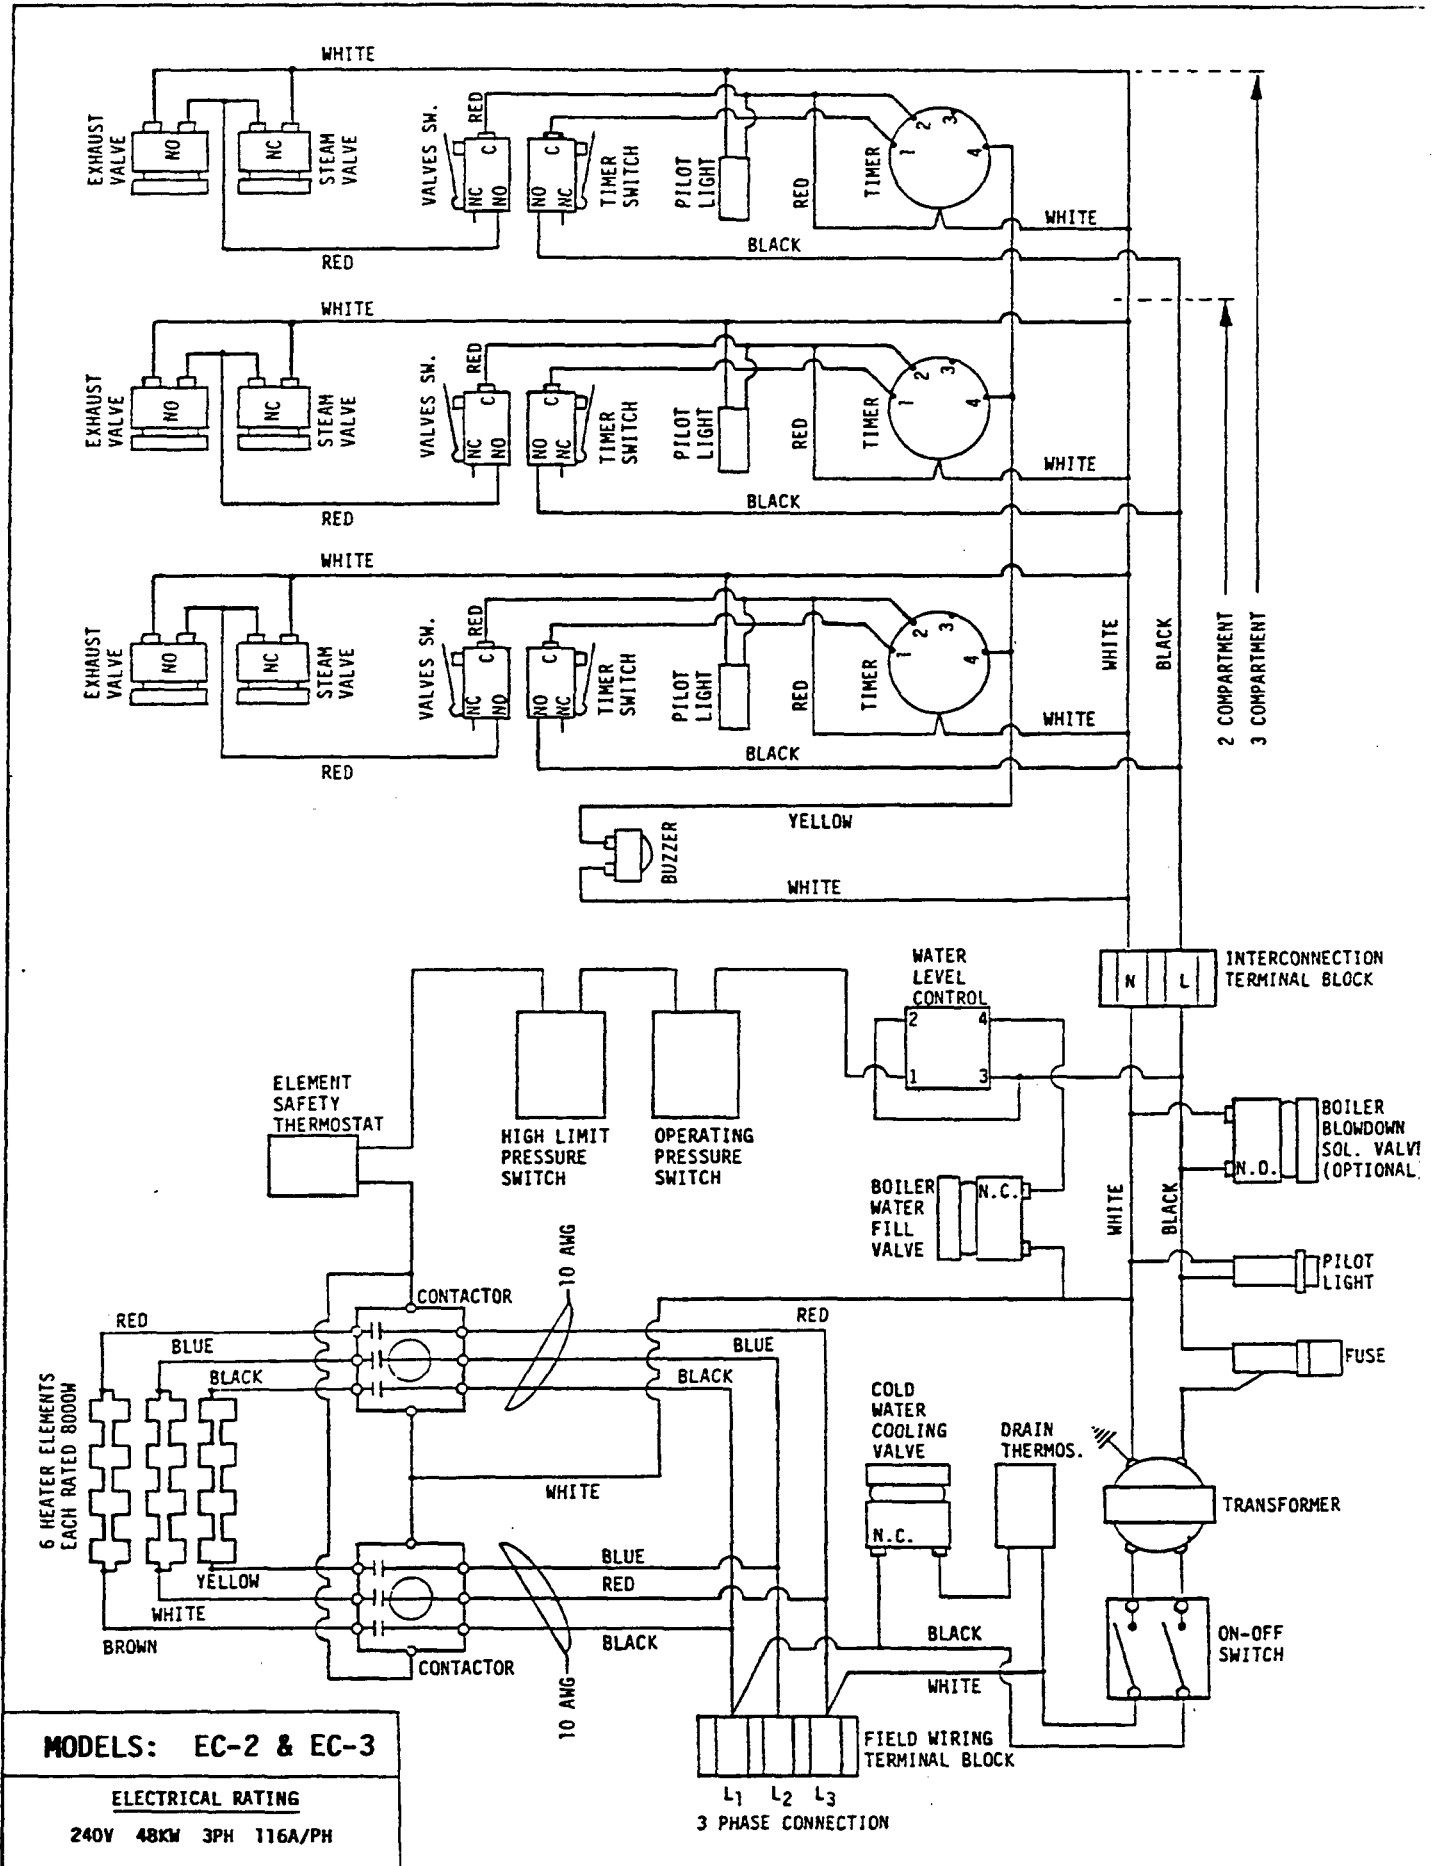 WHITE
EXHAUST
VALVE
NO
NC
STEAM
VALVE
RED
VALVES SW.
RED
C
NC
NO
C
NO
NC
TIMER
SWITCH
PILOT
LIGHT
RED
TIMER
1
2
3
4
WHITE
BLACK
WHITE
EXHAUST
VALVE
NO
NC
STEAM
VALVE
RED
VALVES SW.
RED
C
NC
NO
C
NO
NC
TIMER
SWITCH
PILOT
LIGHT
RED
TIMER
1
2
3
4
WHITE
BLACK
WHITE
EXHAUST
VALVE
NO
NC
STEAM
VALVE
RED
VALVES SW.
RED
C
NC
NO
C
NO
NC
TIMER
SWITCH
PILOT
LIGHT
RED
TIMER
1
2
3
4
WHITE
BLACK
WHITE
BLACK
2 COMPARTMENT
3 COMPARTMENT
YELLOW
BUZZER
WHITE
N
L
INTERCONNECTION
TERMINAL BLOCK
WATER
LEVEL
CONTROL
2
4
1
3
ELEMENT
SAFETY
THERMOSTAT
HIGH LIMIT
PRESSURE
SWITCH
OPERATING
PRESSURE
SWITCH
BOILER
WATER
FILL
VALVE
N.C.
WHITE
BLACK
N.O.
BOILER
BLOWDOWN
SOL. VALV
(OPTIONAL
PILOT
LIGHT
FUSE
10 AWG
CONTACTOR
RED
BLUE
BLACK
RED
BLUE
BLACK
6 HEATER ELEMENTS
EACH RATED 8000W
WHITE
COLD
WATER
COOLING
VALVE
N.C.
DRAIN
THERMOS.
TRANSFORMER
YELLOW
WHITE
BROWN
BLUE
RED
BLACK
CONTACTOR
10 AWG
BLACK
WHITE
ON-OFF
SWITCH
FIELD WIRING
TERMINAL BLOCK
L1 L2 L3
3 PHASE CONNECTION
MODELS: EC-2 & EC-3
ELECTRICAL RATING
240V 48KW 3PH 116A/PH